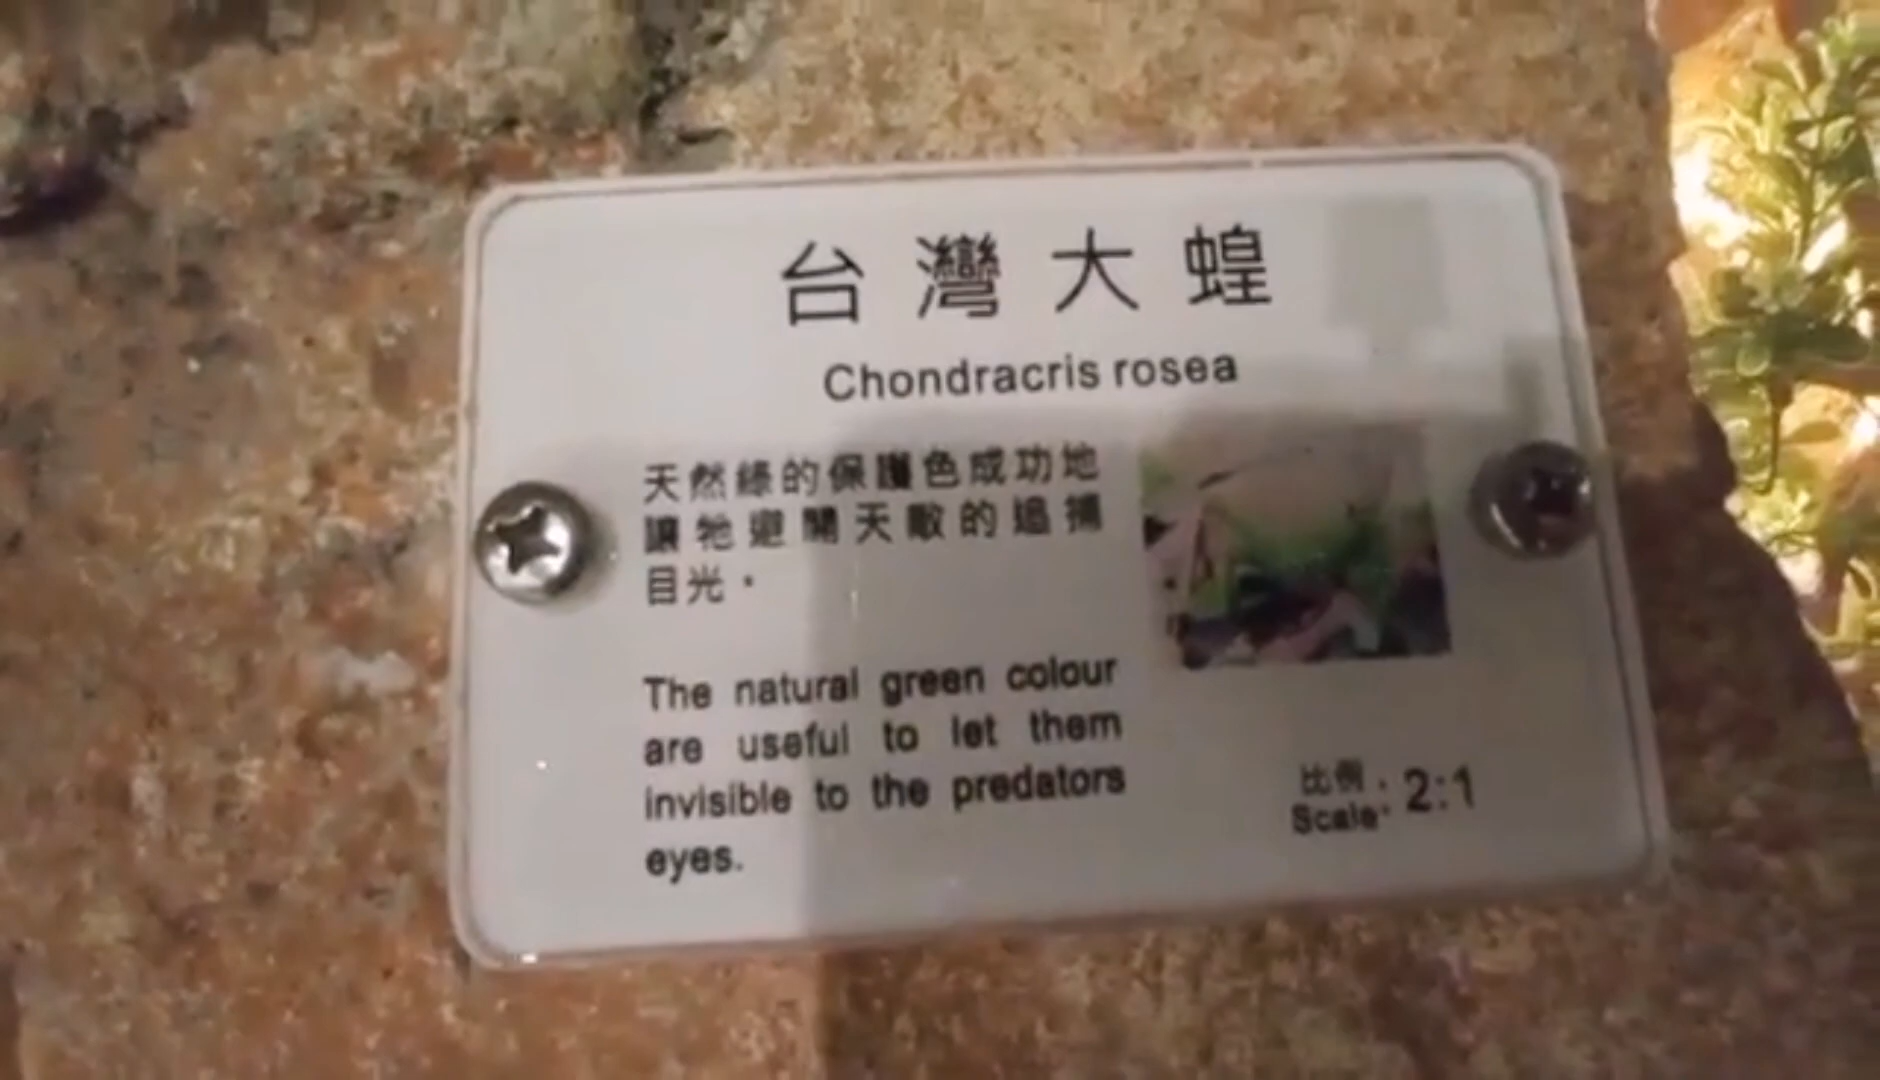 台灣大蝗
Chondracris rosea
天然綠的保護色成功地
讓牠避開天敵的追捕
目光。
The natural green colour
are useful to let them
invisible to the predators
eyes.
比例：
Scale: 2:1